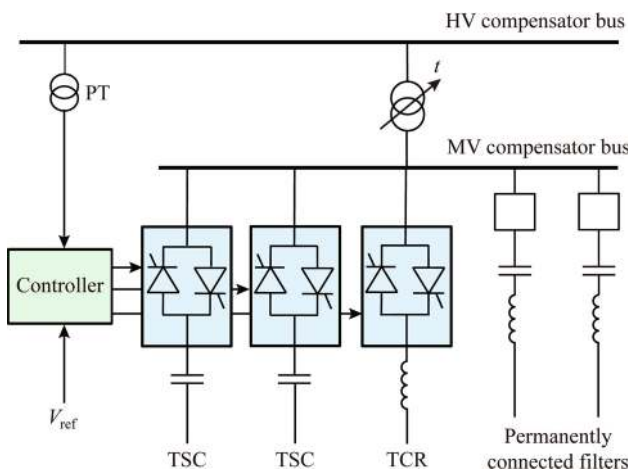 HV compensator bus
PT
t
MV compensator bus
Controller
V_ref
TSC
TSC
TCR
Permanently
connected filters